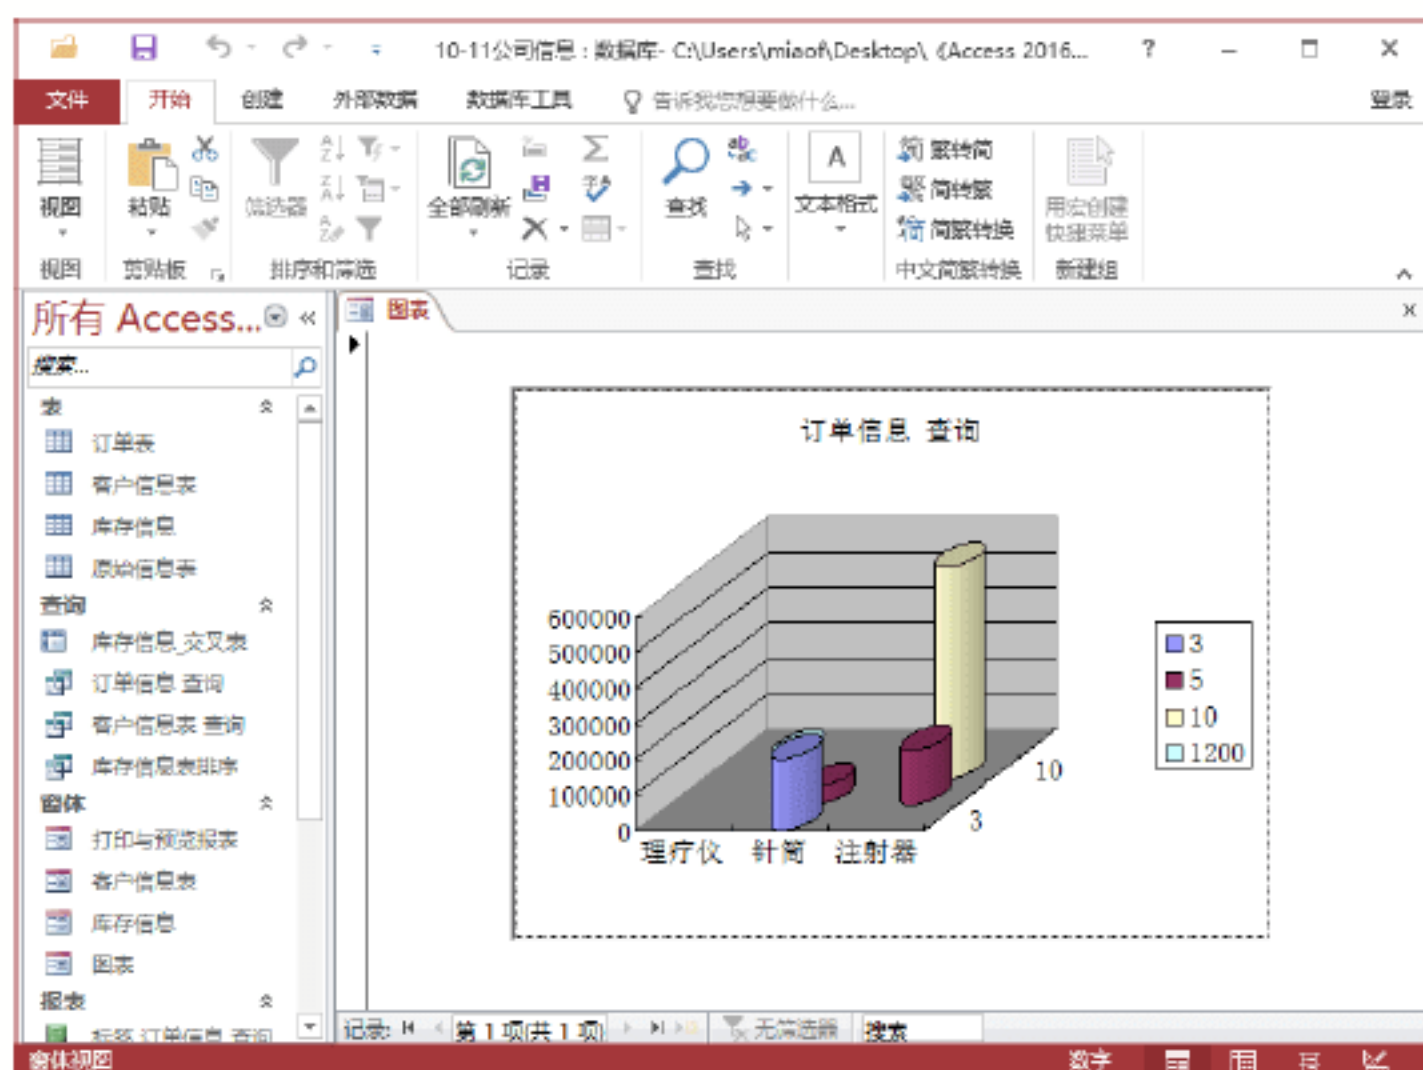 10-11公司信息 : 数据库- C:\Users\miaof\Desktop\《Access 2016... ?
文件 开始 创建 外部数据 数据库工具 告诉我您想要做什么... 登录
视图 粘贴 筛选器 全部刷新 查找 文本格式 繁转简 简转繁 简繁转换 用宏创建快捷菜单
视图 剪贴板 排序和筛选 记录 查找 中文简繁转换 新建组
所有 Access...
搜索...
表
订单表
客户信息表
库存信息
原始信息表
查询
库存信息_交叉表
订单信息 查询
客户信息表 查询
库存信息表排序
窗体
打印与预览报表
客户信息表
库存信息
图表
报表
标签 订单信息 查询
图表
订单信息 查询
600000
500000
400000
300000
200000
100000
0
理疗仪 针筒 注射器
3
10
3
5
10
1200
记录: 第 1 项(共 1 项) 无筛选器 搜索
窗体视图 数字